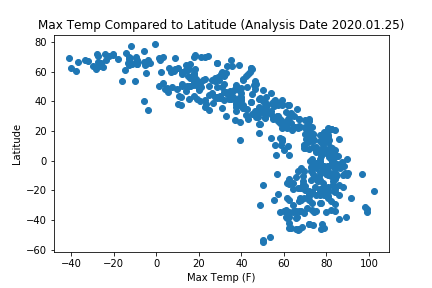 Max Temp Compared to Latitude (Analysis Date 2020.01.25)
80
60
40
20
0
−20
−40
−60
Latitude
−40 −20 0 20 40 60 80 100
Max Temp (F)